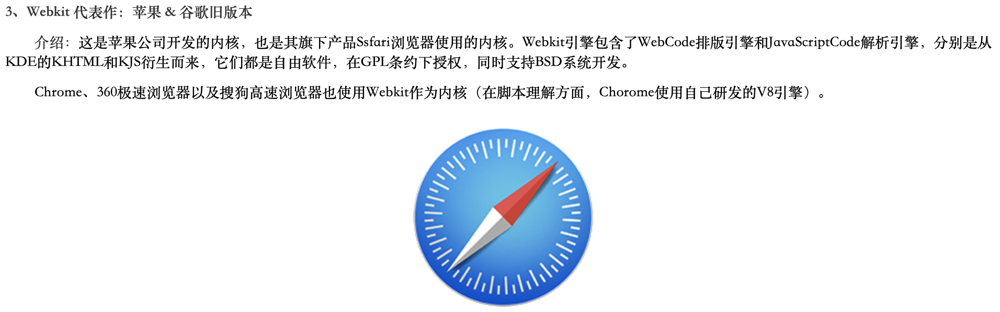 3、Webkit 代表作：苹果 & 谷歌旧版本
介绍：这是苹果公司开发的内核，也是其旗下产品Ssfari浏览器使用的内核。Webkit引擎包含了WebCode排版引擎和JavaScriptCode解析引擎，分别是从
KDE的KHTML和KJS衍生而来，它们都是自由软件，在GPL条约下授权，同时支持BSD系统开发。
Chrome、360极速浏览器以及搜狗高速浏览器也使用Webkit作为内核（在脚本理解方面，Chorome使用自己研发的V8引擎）。